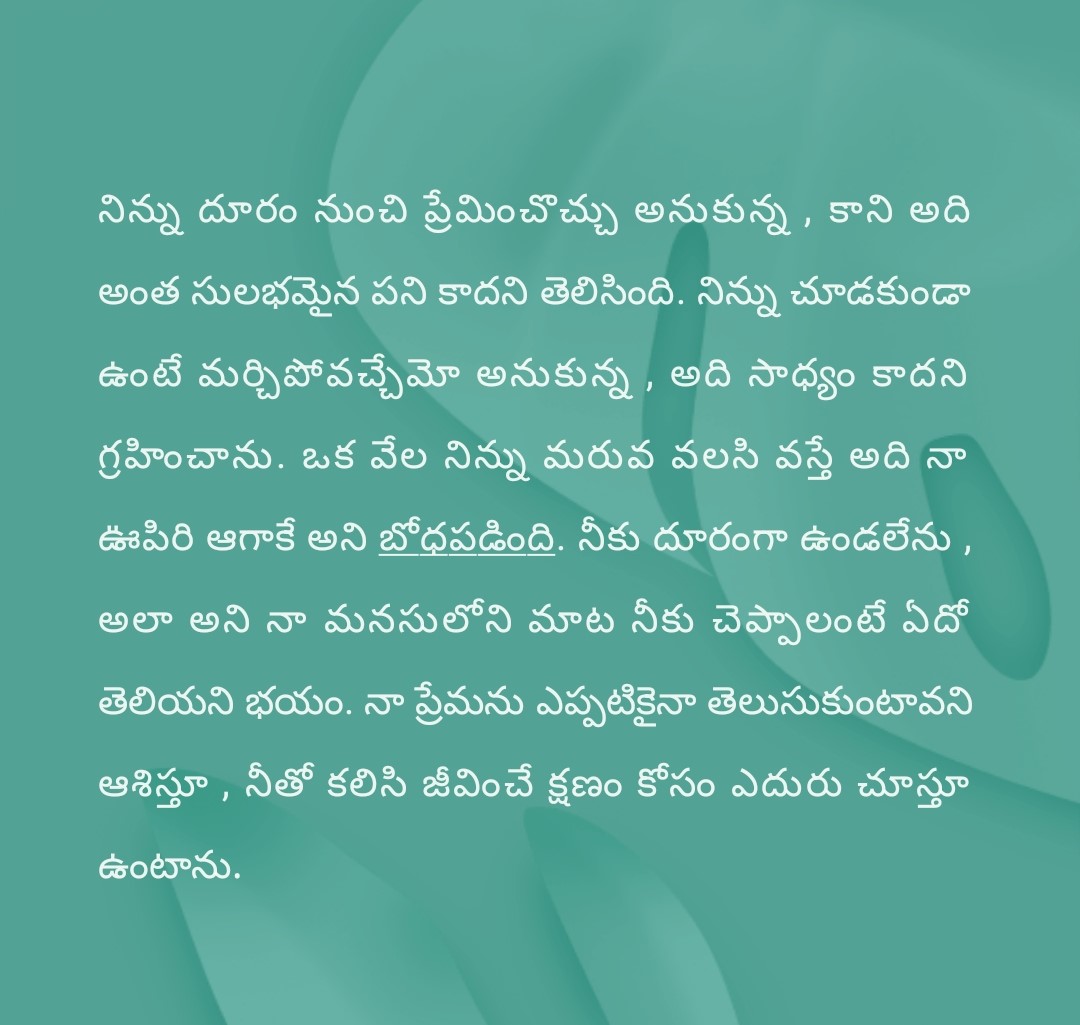 నిన్ను దూరం నుంచి ప్రేమించొచ్చు అనుకున్న , కాని అది
అంత సులభమైన పని కాదని తెలిసింది. నిన్ను చూడకుండా
ఉంటే మర్చిపోవచ్చేమో అనుకున్న , అది సాధ్యం కాదని
గ్రహించాను. ఒక వేల నిన్ను మరువ వలసి వస్తే అది నా
ఊపిరి ఆగాకే అని బోధపడింది. నీకు దూరంగా ఉండలేను ,
అలా అని నా మనసులోని మాట నీకు చెప్పాలంటే ఏదో
తెలియని భయం. నా ప్రేమను ఎప్పటికైనా తెలుసుకుంటావని
ఆశిస్తూ , నీతో కలిసి జీవించే క్షణం కోసం ఎదురు చూస్తూ
ఉంటాను.